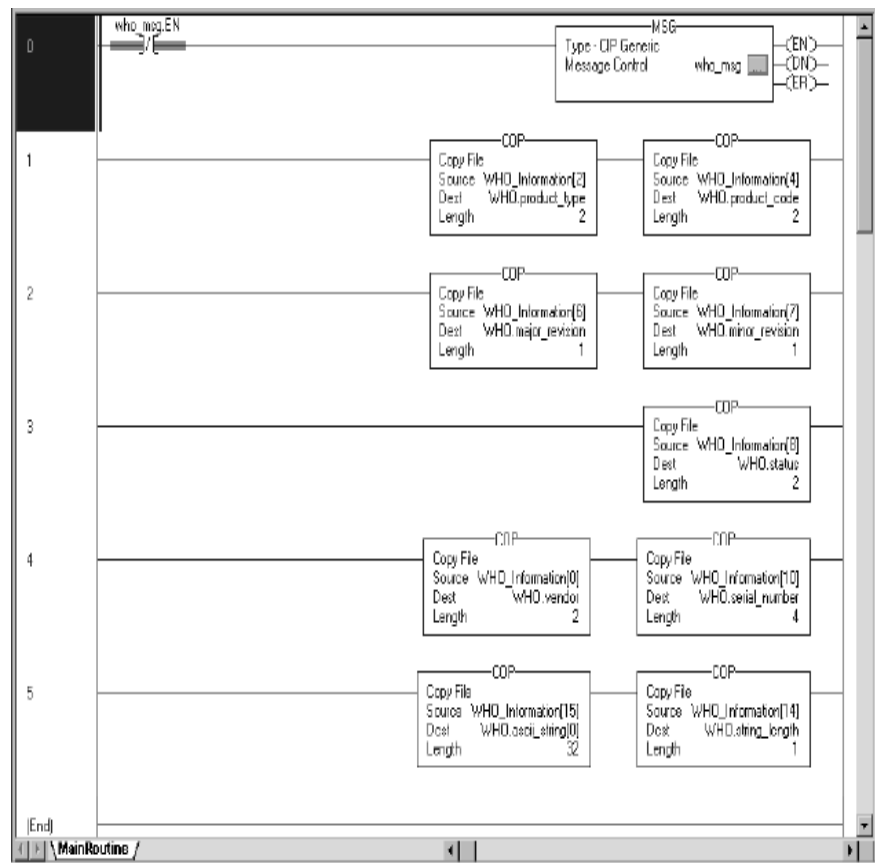 who_msg.EN
MSG
0
Type - CIP Generic
Message Control who_msg ...
(EN)
(DN)
(ER)
1
COP
Copy File
Source WHO_Information[2]
Dest WHO.product_type
Length 2
COP
Copy File
Source WHO_Information[4]
Dest WHO.product_code
Length 2
2
COP
Copy File
Source WHO_Information[6]
Dest WHO.major_revision
Length 1
COP
Copy File
Source WHO_Information[7]
Dest WHO.minor_revision
Length 1
3
COP
Copy File
Source WHO_Information[8]
Dest WHO.status
Length 2
4
COP
Copy File
Source WHO_Information[0]
Dest WHO.vendor
Length 2
COP
Copy File
Source WHO_Information[10]
Dest WHO.serial_number
Length 4
5
COP
Copy File
Source WHO_Information[15]
Dest WHO.ascii_string[0]
Length 32
COP
Copy File
Source WHO_Information[14]
Dest WHO.string_length
Length 1
(End)
MainRoutine